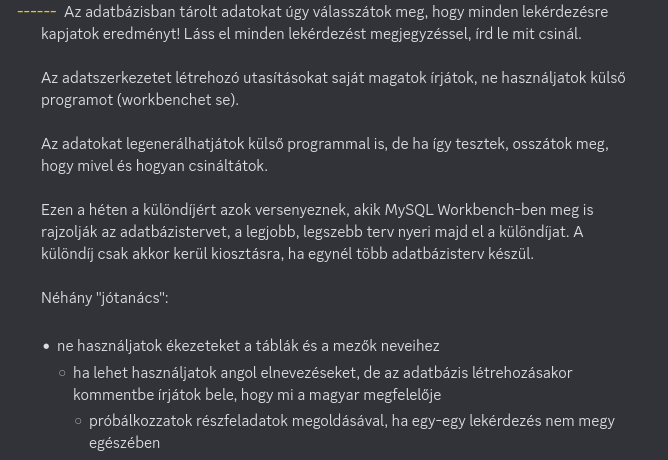 ------ Az adatbázisban tárolt adatokat úgy válasszátok meg, hogy minden lekérdezésre
kapjatok eredményt! Láss el minden lekérdezést megjegyzéssel, írd le mit csinál.
Az adatszerkezetet létrehozó utasításokat saját magatok írjátok, ne használjatok külső
programot (workbenchet se).
Az adatokat legenerálhatjátok külső programmal is, de ha így tesztek, osszátok meg,
hogy mivel és hogyan csináltátok.
Ezen a héten a különdíjért azok versenyeznek, akik MySQL Workbench-ben meg is
rajzolják az adatbázistervet, a legjobb, legszebb terv nyeri majd el a különdíjat. A
különdíj csak akkor kerül kiosztásra, ha egynél több adatbázisterv készül.
Néhány "jótanács":
• ne használjatok ékezeteket a táblák és a mezők neveihez
○ ha lehet használjatok angol elnevezéseket, de az adatbázis létrehozásakor
kommentbe írjátok bele, hogy mi a magyar megfelelője
○ próbálkozzatok részfeladatok megoldásával, ha egy-egy lekérdezés nem megy
egészében